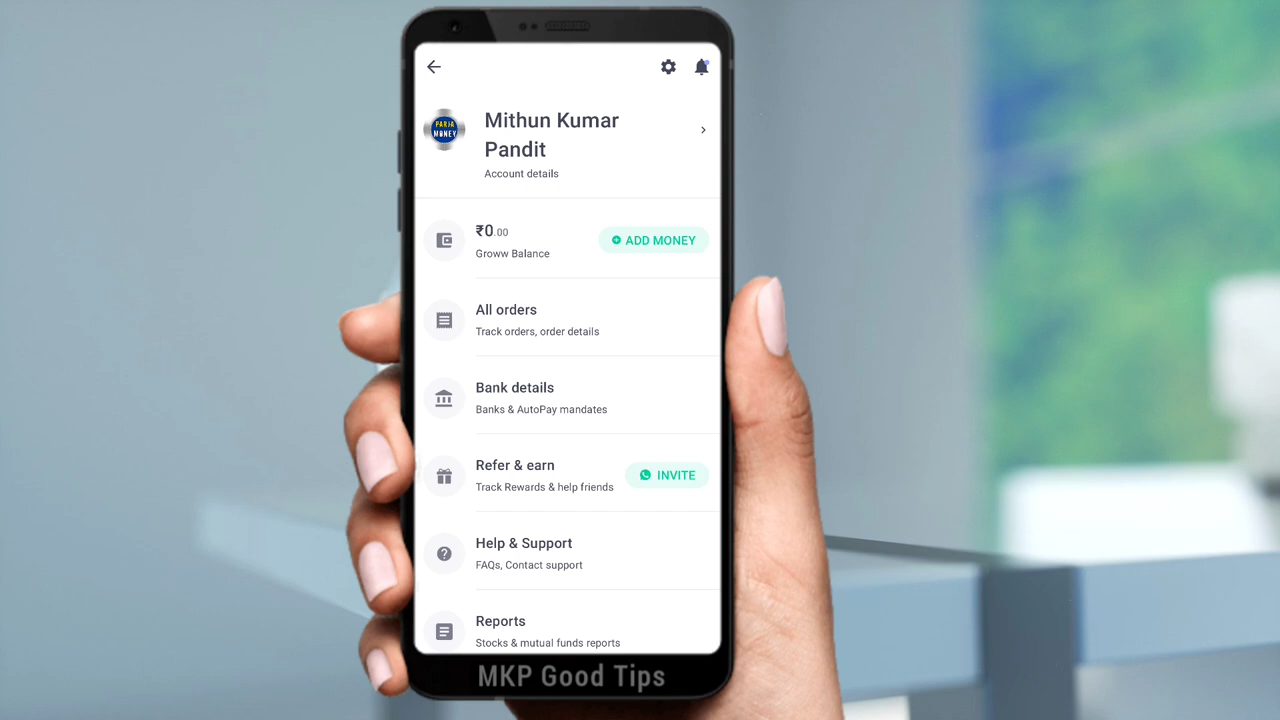 PARJA
MONEY
Mithun Kumar
Pandit
Account details
₹0.00
Groww Balance
ADD MONEY
All orders
Track orders, order details
Bank details
Banks & AutoPay mandates
Refer & earn
Track Rewards & help friends
INVITE
Help & Support
FAQs, Contact support
Reports
Stocks & mutual funds reports
MKP Good Tips